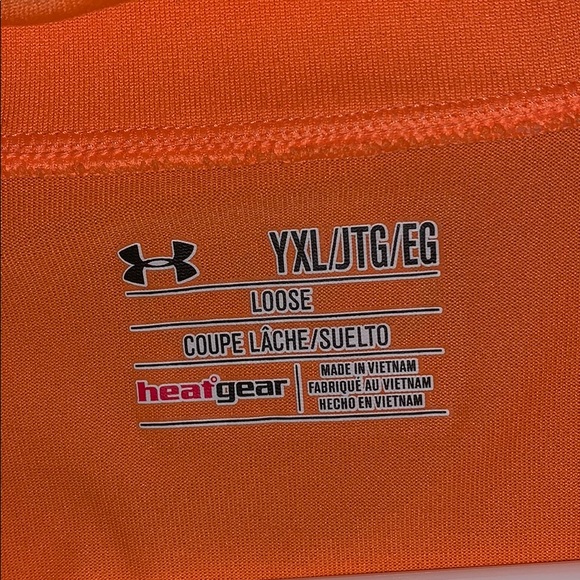 YXL/JTG/EG
LOOSE
COUPE LÂCHE/SUELTO
heatgear
MADE IN VIETNAM
FABRIQUÉ AU VIETNAM
HECHO EN VIETNAM